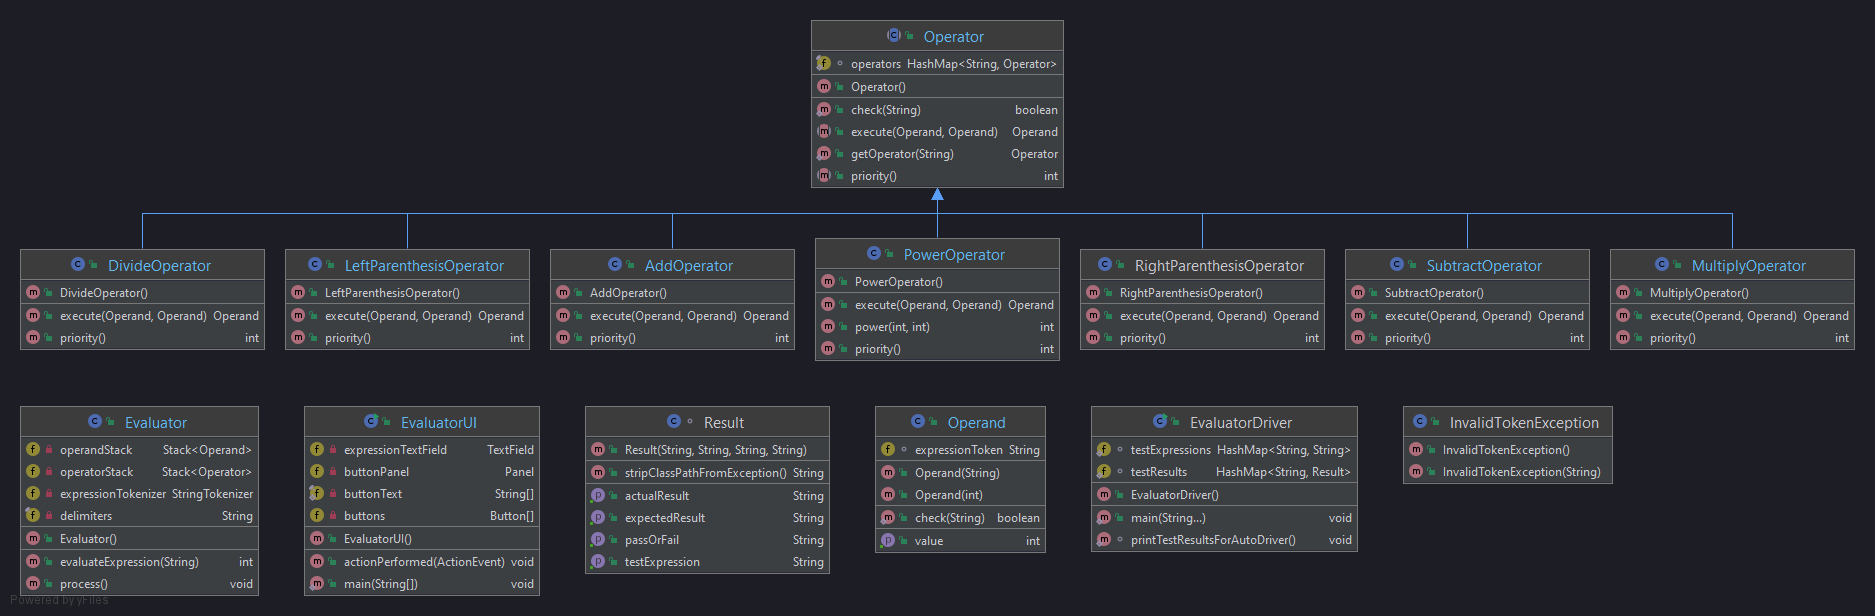 Operator
operators HashMap<String, Operator>
Operator()
check(String) boolean
execute(Operand, Operand) Operand
getOperator(String) Operator
priority() int
DivideOperator
DivideOperator()
execute(Operand, Operand) Operand
priority() int
LeftParenthesisOperator
LeftParenthesisOperator()
execute(Operand, Operand) Operand
priority() int
AddOperator
AddOperator()
execute(Operand, Operand) Operand
priority() int
PowerOperator
PowerOperator()
execute(Operand, Operand) Operand
power(int, int) int
priority() int
RightParenthesisOperator
RightParenthesisOperator()
execute(Operand, Operand) Operand
priority() int
SubtractOperator
SubtractOperator()
execute(Operand, Operand) Operand
priority() int
MultiplyOperator
MultiplyOperator()
execute(Operand, Operand) Operand
priority() int
Evaluator
operandStack Stack<Operand>
operatorStack Stack<Operator>
expressionTokenizer StringTokenizer
delimiters String
Evaluator()
evaluateExpression(String) int
process() void
EvaluatorUI
expressionTextField TextField
buttonPanel Panel
buttonText String[]
buttons Button[]
EvaluatorUI()
actionPerformed(ActionEvent) void
main(String[]) void
Result
Result(String, String, String, String)
stripClassPathFromException() String
actualResult String
expectedResult String
passOrFail String
testExpression String
Operand
expressionToken String
Operand(String)
Operand(int)
check(String) boolean
value int
EvaluatorDriver
testExpressions HashMap<String, String>
testResults HashMap<String, Result>
EvaluatorDriver()
main(String...) void
printTestResultsForAutoDriver() void
InvalidTokenException
InvalidTokenException()
InvalidTokenException(String)
Powered by yFiles